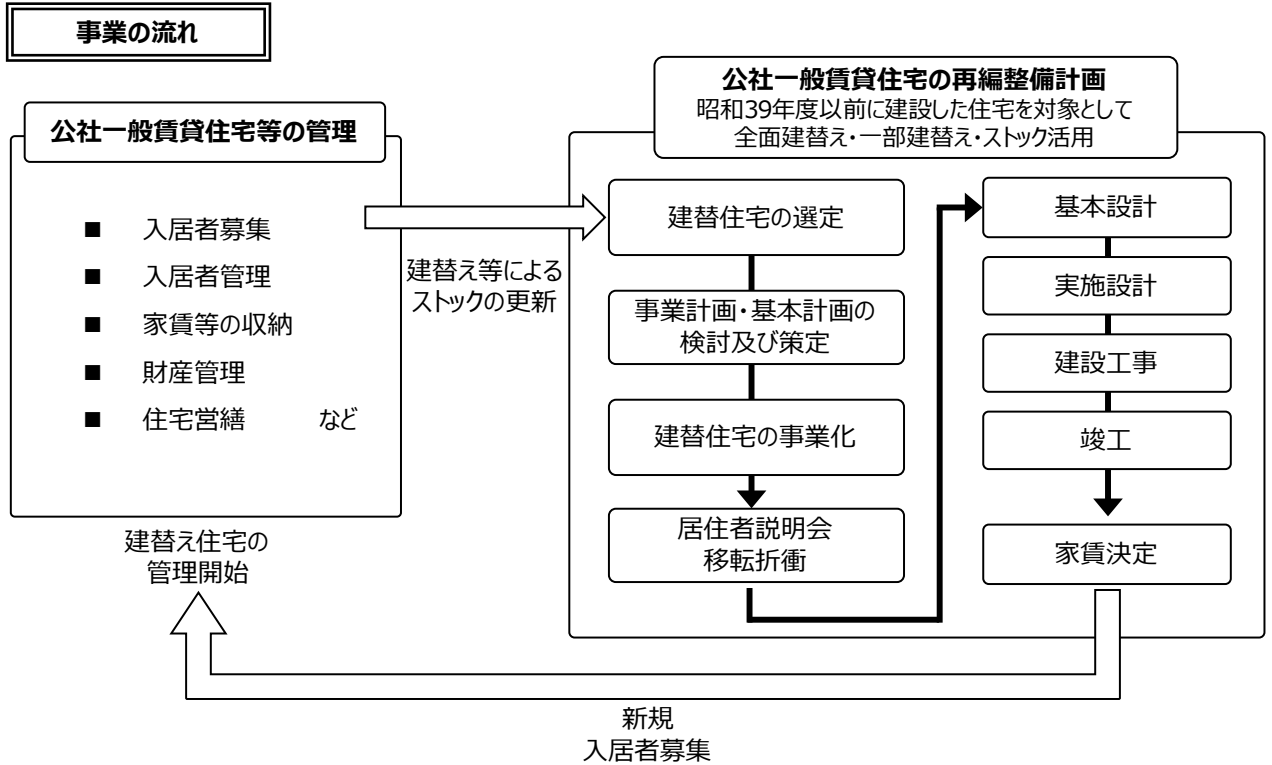 事業の流れ
公社一般賃貸住宅等の管理
■ 入居者募集
■ 入居者管理
■ 家賃等の収納
■ 財産管理
■ 住宅営繕 など
建替え等による
ストックの更新
公社一般賃貸住宅の再編整備計画
昭和39年度以前に建設した住宅を対象として
全面建替え・一部建替え・ストック活用
建替住宅の選定
事業計画・基本計画の
検討及び策定
建替住宅の事業化
居住者説明会
移転折衝
基本設計
実施設計
建設工事
竣工
家賃決定
新規
入居者募集
建替え住宅の
管理開始